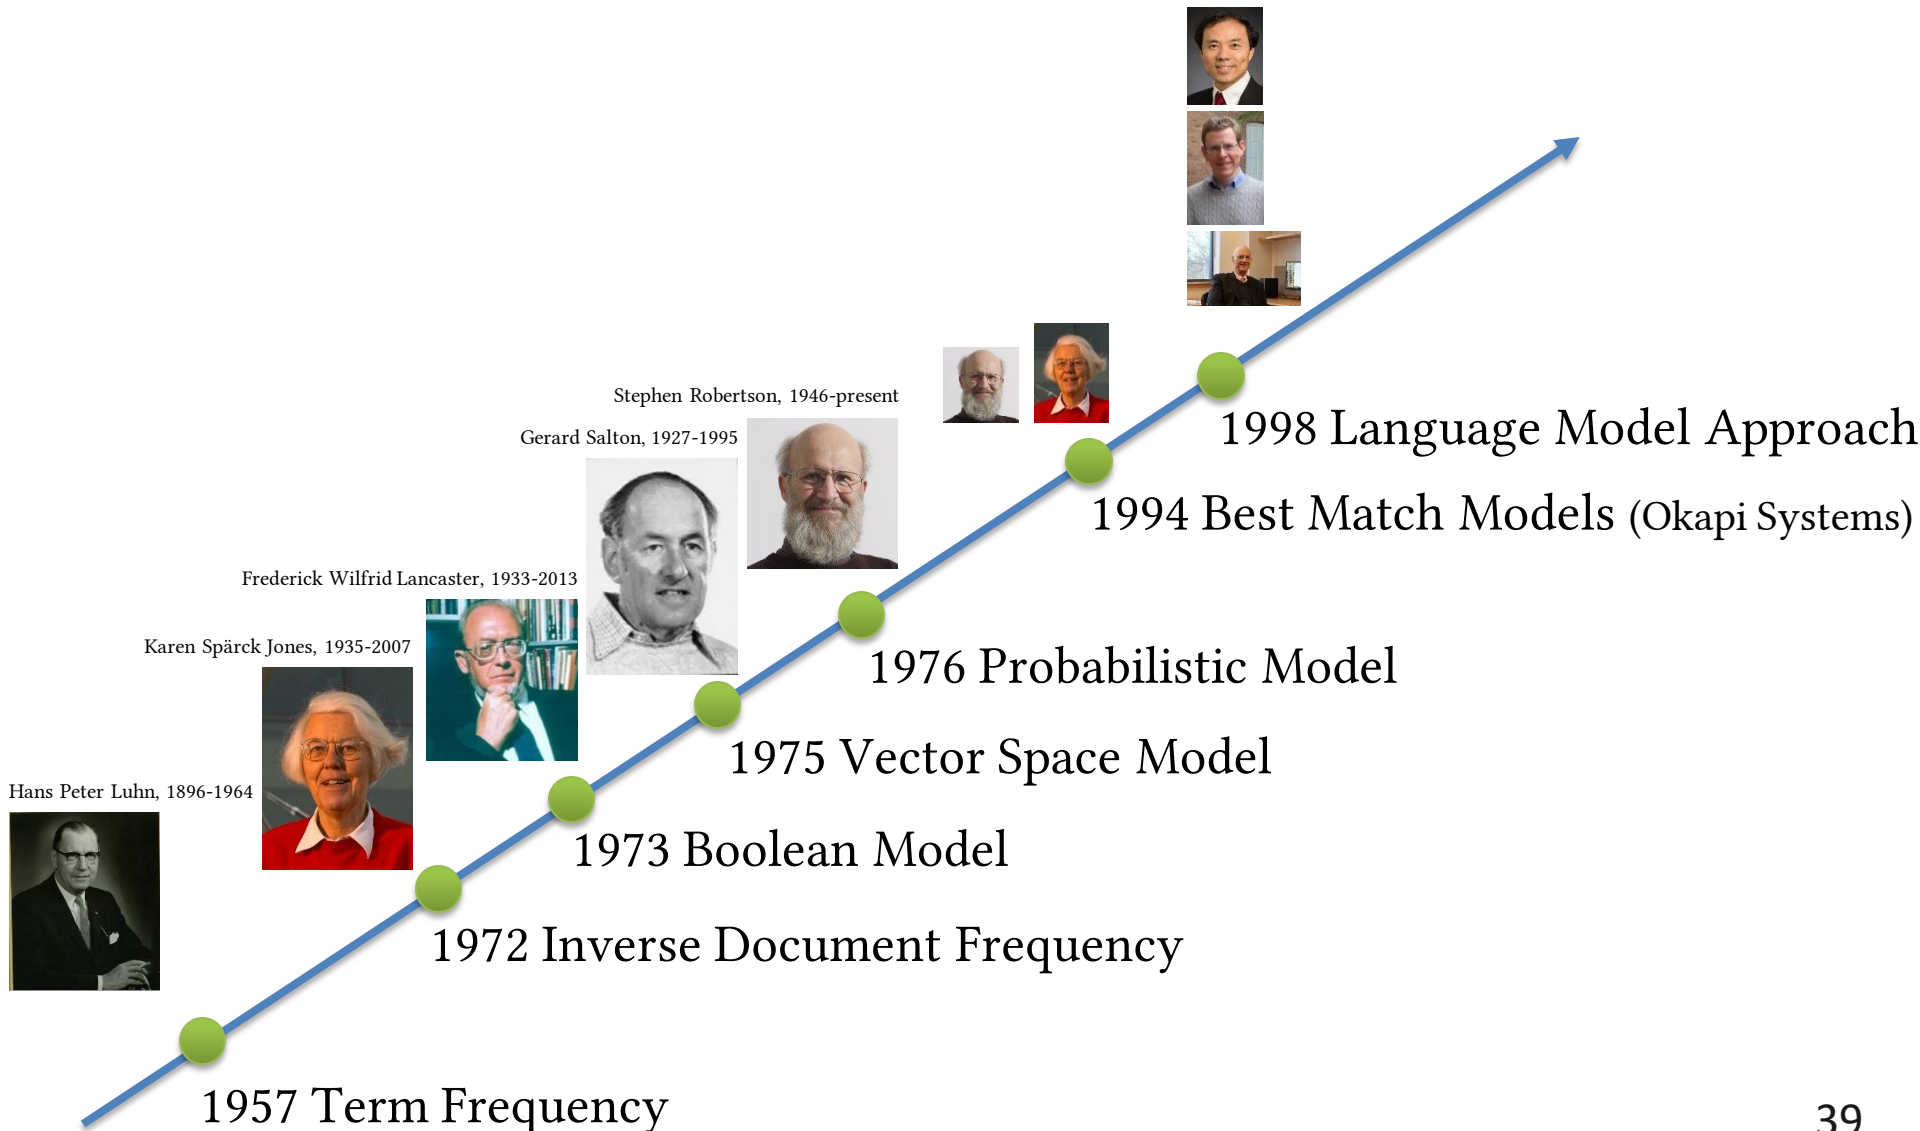 Stephen Robertson, 1946-present
Gerard Salton, 1927-1995
1998 Language Model Approach
1994 Best Match Models (Okapi Systems)
Frederick Wilfrid Lancaster, 1933-2013
Karen Spärck Jones, 1935-2007
1976 Probabilistic Model
1975 Vector Space Model
Hans Peter Luhn, 1896-1964
1973 Boolean Model
1972 Inverse Document Frequency
1957 Term Frequency
39